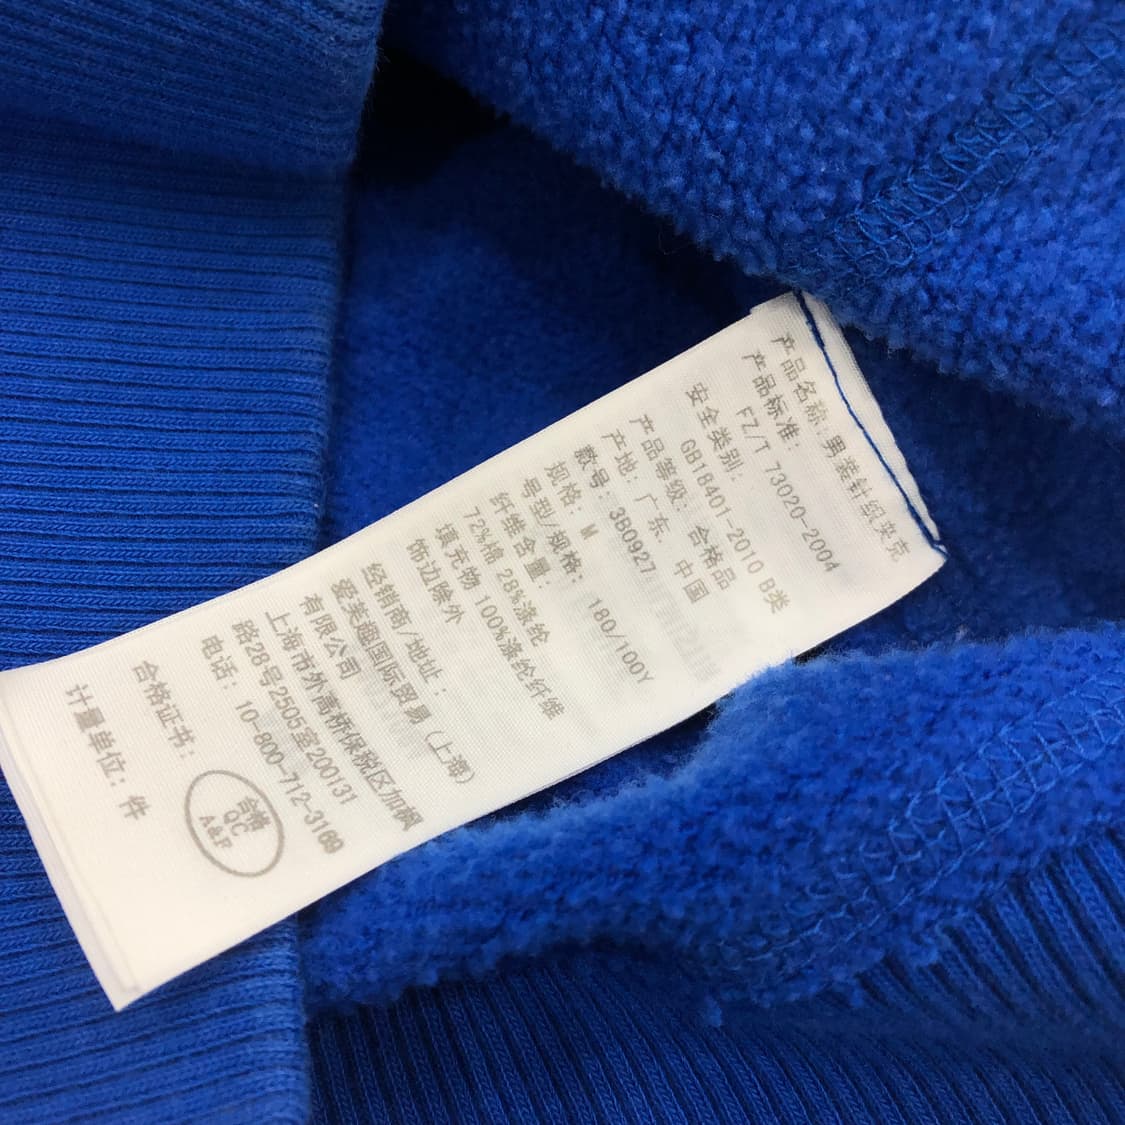 产品名称:男装针织夹克
产品标准:
FZ/T 73020-2004
安全类别:
GB18401-2010 B类
产品等级: 合格品
产地: 广东, 中国
款号: 3B0927
规格: M
号型/规格: 180/100Y
纤维含量:
72%棉 28%涤纶
填充物 100%涤纶纤维
饰边除外
经销商/地址:
爱芙趣国际贸易(上海)
有限公司
上海市外高桥保税区加枫
路28号2505室200131
电话: 10-800-712-3169
合格证书:
合格
QC
A&F
计量单位: 件